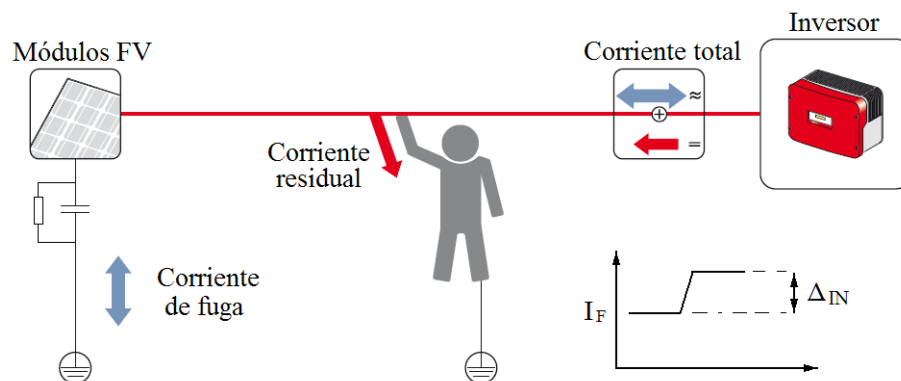 Módulos FV
Corriente total
Inversor
≈
=
Corriente
residual
Corriente
de fuga
I_F
Δ_IN